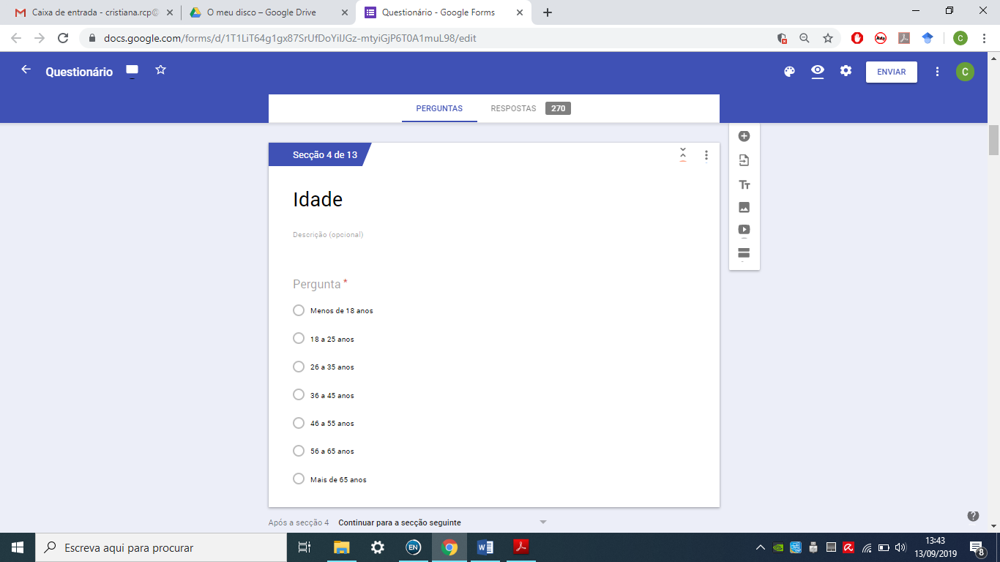 Caixa de entrada - cristiana.rcp@
O meu disco – Google Drive
Questionário - Google Forms
docs.google.com/forms/d/1T1LiT64g1gx87SrUfDoYilJGz-mtyiGjP6T0A1muL98/edit
Questionário
ENVIAR
C
PERGUNTAS
RESPOSTAS 270
Secção 4 de 13
Idade
Descrição (opcional)
Pergunta *
Menos de 18 anos
18 a 25 anos
26 a 35 anos
36 a 45 anos
46 a 55 anos
56 a 65 anos
Mais de 65 anos
Após a secção 4 Continuar para a secção seguinte
Escreva aqui para procurar
EN
13:43
13/09/2019
8